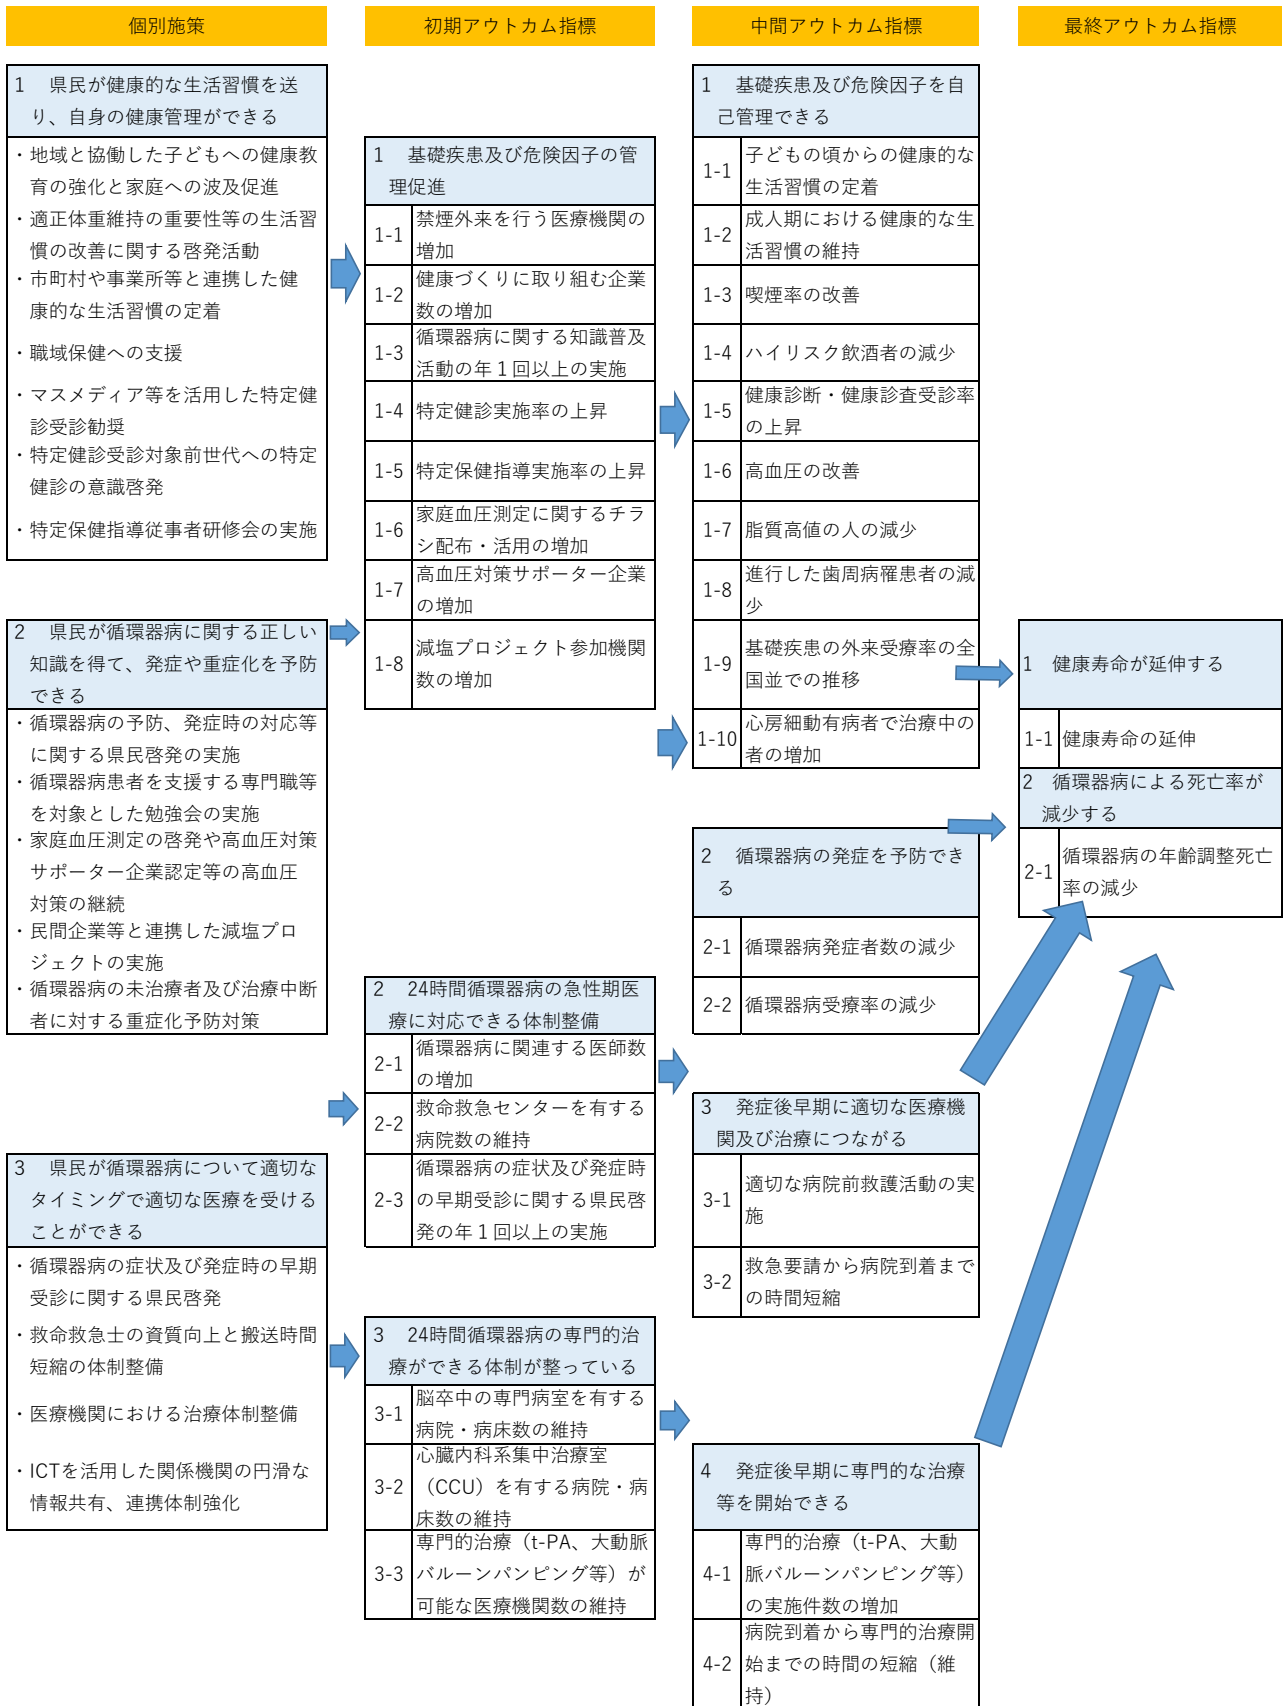 個別施策
初期アウトカム指標
中間アウトカム指標
最終アウトカム指標
1　県民が健康的な生活習慣を送
り、自身の健康管理ができる
・地域と協働した子どもへの健康教
育の強化と家庭への波及促進
・適正体重維持の重要性等の生活習
慣の改善に関する啓発活動
・市町村や事業所等と連携した健
康的な生活習慣の定着
・職域保健への支援
・マスメディア等を活用した特定健
診受診勧奨
・特定健診受診対象前世代への特定
健診の意識啓発
・特定保健指導従事者研修会の実施
2　県民が循環器病に関する正しい
知識を得て、発症や重症化を予防
できる
・循環器病の予防、発症時の対応等
に関する県民啓発の実施
・循環器病患者を支援する専門職等
を対象とした勉強会の実施
・家庭血圧測定の啓発や高血圧対策
サポーター企業認定等の高血圧
対策の継続
・民間企業等と連携した減塩プロ
ジェクトの実施
・循環器病の未治療者及び治療中断
者に対する重症化予防対策
3　県民が循環器病について適切な
タイミングで適切な医療を受ける
ことができる
・循環器病の症状及び発症時の早期
受診に関する県民啓発
・救命救急士の資質向上と搬送時間
短縮の体制整備
・医療機関における治療体制整備
・ICTを活用した関係機関の円滑な
情報共有、連携体制強化
1　基礎疾患及び危険因子の管
理促進
1-1 禁煙外来を行う医療機関の
増加
1-2 健康づくりに取り組む企業
数の増加
1-3 循環器病に関する知識普及
活動の年１回以上の実施
1-4 特定健診実施率の上昇
1-5 特定保健指導実施率の上昇
1-6 家庭血圧測定に関するチラ
シ配布・活用の増加
1-7 高血圧対策サポーター企業
の増加
1-8 減塩プロジェクト参加機関
数の増加
2　24時間循環器病の急性期医
療に対応できる体制整備
2-1 循環器病に関連する医師数
の増加
2-2 救命救急センターを有する
病院数の維持
2-3 循環器病の症状及び発症時
の早期受診に関する県民啓
発の年１回以上の実施
3　24時間循環器病の専門的治
療ができる体制が整っている
3-1 脳卒中の専門病室を有する
病院・病床数の維持
3-2 心臓内科系集中治療室
（CCU）を有する病院・病
床数の維持
3-3 専門的治療（t-PA、大動脈
バルーンパンピング等）が
可能な医療機関数の維持
1　基礎疾患及び危険因子を自
己管理できる
1-1 子どもの頃からの健康的な
生活習慣の定着
1-2 成人期における健康的な生
活習慣の維持
1-3 喫煙率の改善
1-4 ハイリスク飲酒者の減少
1-5 健康診断・健康診査受診率
の上昇
1-6 高血圧の改善
1-7 脂質高値の人の減少
1-8 進行した歯周病罹患者の減
少
1-9 基礎疾患の外来受療率の全
国並での推移
1-10 心房細動有病者で治療中の
者の増加
2　循環器病の発症を予防でき
る
2-1 循環器病発症者数の減少
2-2 循環器病受療率の減少
3　発症後早期に適切な医療機
関及び治療につながる
3-1 適切な病院前救護活動の実
施
3-2 救急要請から病院到着まで
の時間短縮
4　発症後早期に専門的な治療
等を開始できる
4-1 専門的治療（t-PA、大動
脈バルーンパンピング等）
の実施件数の増加
4-2 病院到着から専門的治療開
始までの時間の短縮（維
持）
1　健康寿命が延伸する
1-1 健康寿命の延伸
2　循環器病による死亡率が
減少する
2-1 循環器病の年齢調整死亡
率の減少